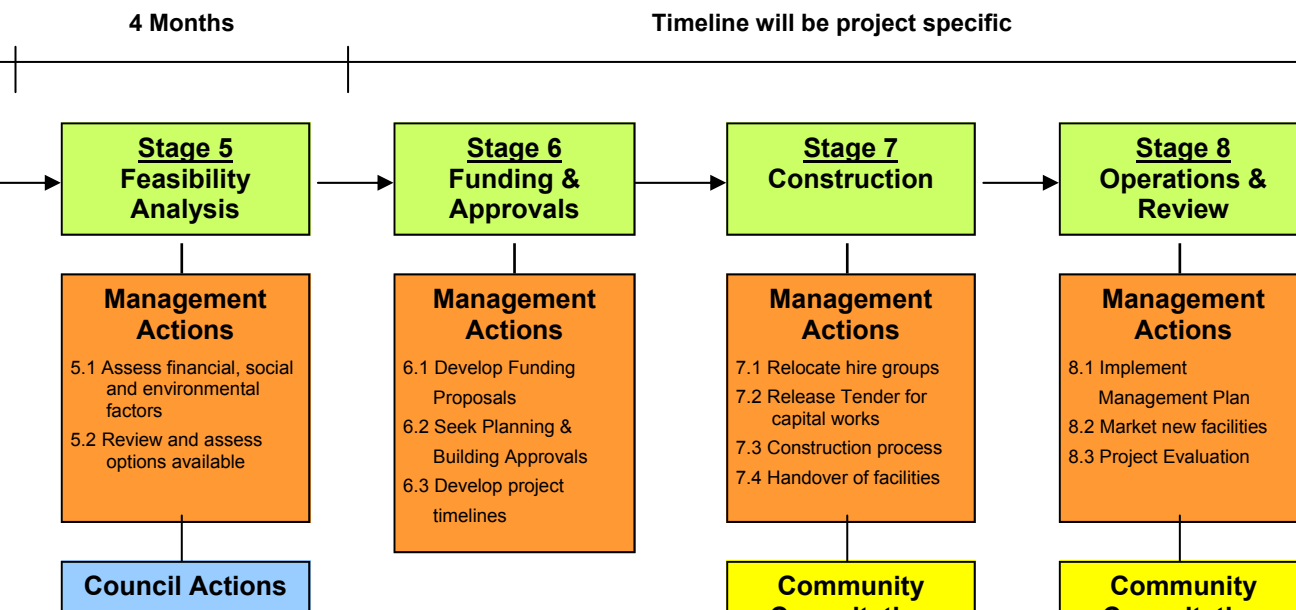 4 Months
Timeline will be project specific
Stage 5
Feasibility
Analysis
Stage 6
Funding &
Approvals
Stage 7
Construction
Stage 8
Operations &
Review
Management
Actions
5.1 Assess financial, social
and environmental
factors
5.2 Review and assess
options available
Management
Actions
6.1 Develop Funding
Proposals
6.2 Seek Planning &
Building Approvals
6.3 Develop project
timelines
Management
Actions
7.1 Relocate hire groups
7.2 Release Tender for
capital works
7.3 Construction process
7.4 Handover of facilities
Management
Actions
8.1 Implement
Management Plan
8.2 Market new facilities
8.3 Project Evaluation
Council Actions
Community
Community